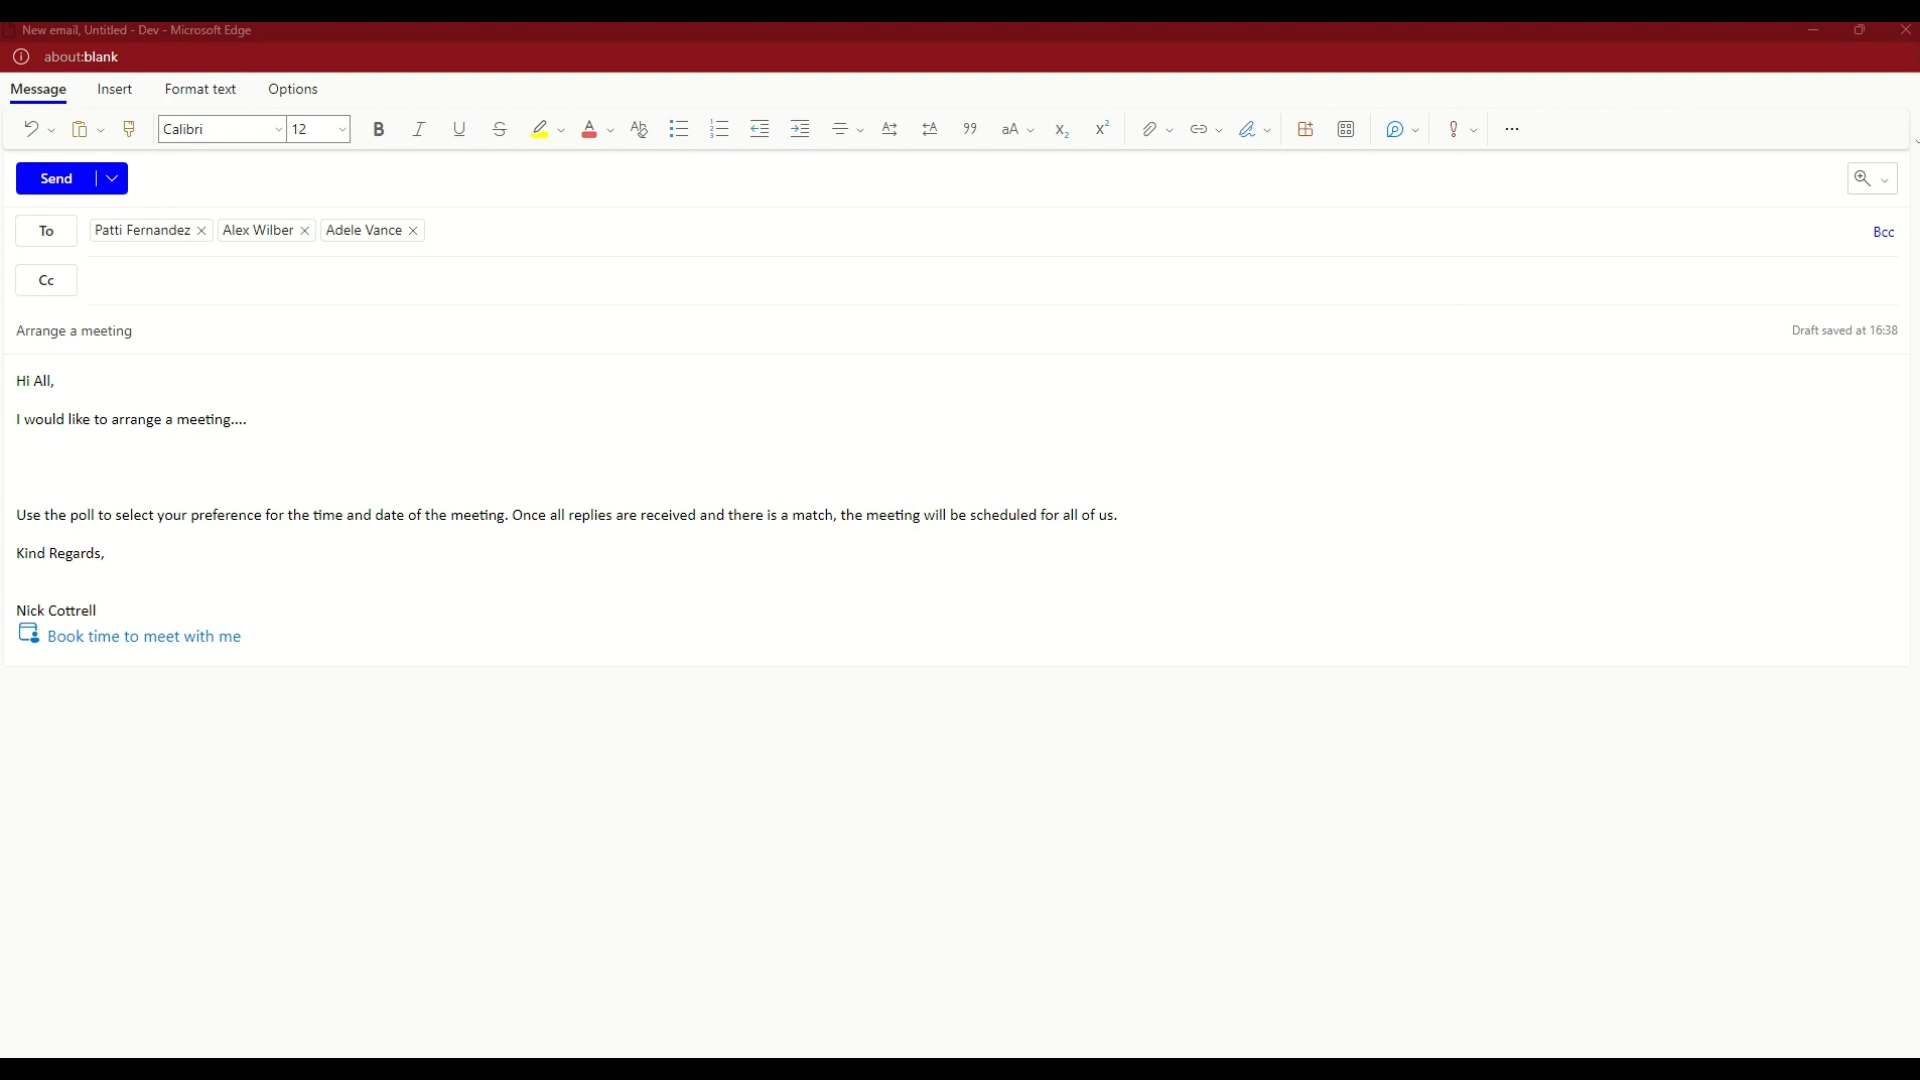 New email, Untitled - Dev - Microsoft Edge
about:blank
Message Insert Format text Options
Calibri 12
Send
To Patti Fernandez Alex Wilber Adele Vance Bcc
Cc
Arrange a meeting Draft saved at 16:38
Hi All,
I would like to arrange a meeting....
Use the poll to select your preference for the time and date of the meeting. Once all replies are received and there is a match, the meeting will be scheduled for all of us.
Kind Regards,
Nick Cottrell
Book time to meet with me